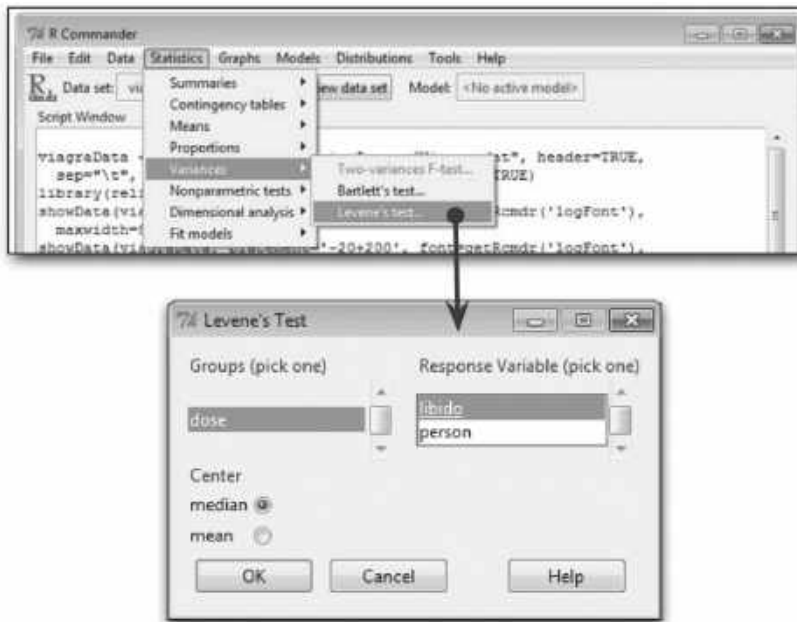 R Commander
File Edit Data Statistics Graphs Models Distributions Tools Help
Data set: view data set Model: <No active model>
Script Window
Summaries
Contingency tables
Means
Proportions
Variances
Nonparametric tests
Dimensional analysis
Fit models
Two-variances F-test...
Bartlett's test...
Levene's test...
viagraData header=TRUE,
sep="\t", TRUE)
library(
showData( Rcmdr('logFont'),
maxwidth=
showData( '-20+200', font=getRcmdr('logFont'),
Levene's Test
Groups (pick one) Response Variable (pick one)
dose
libido
person
Center
median
mean
OK Cancel Help